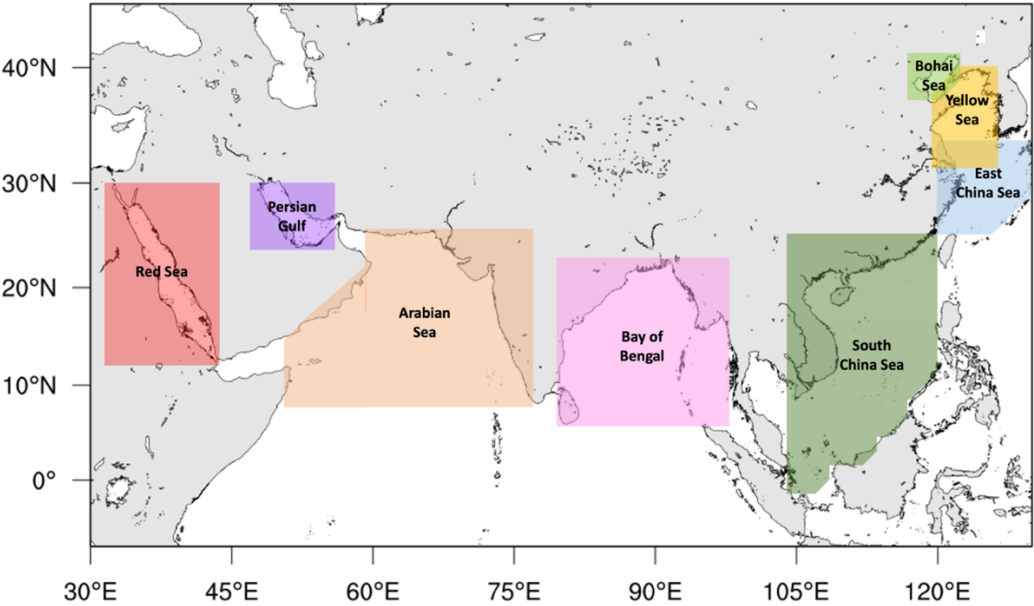 40°N
30°N
20°N
10°N
0°
Bohai
Sea
Yellow
Sea
East
China Sea
Persian
Gulf
Red Sea
Arabian
Sea
Bay of
Bengal
South
China Sea
30°E
45°E
60°E
75°E
90°E
105°E
120°E